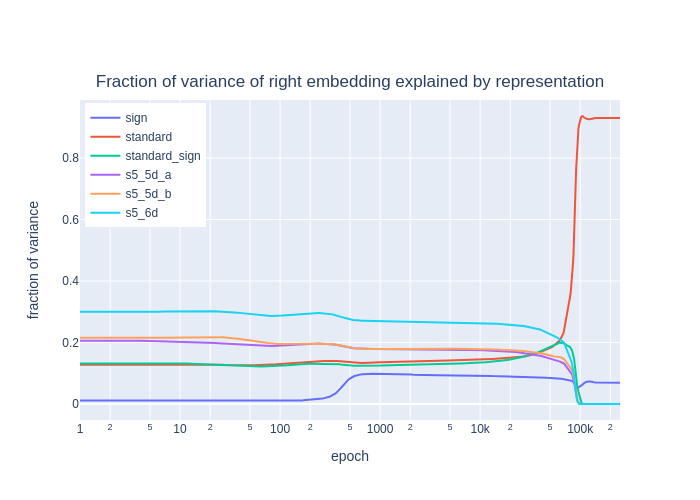 Fraction of variance of right embedding explained by representation
sign
standard
standard_sign
s5_5d_a
s5_5d_b
s5_6d
0.8
0.6
0.4
0.2
0
fraction of variance
1 2 5 10 2 5 100 2 5 1000 2 5 10k 2 5 100k 2
epoch